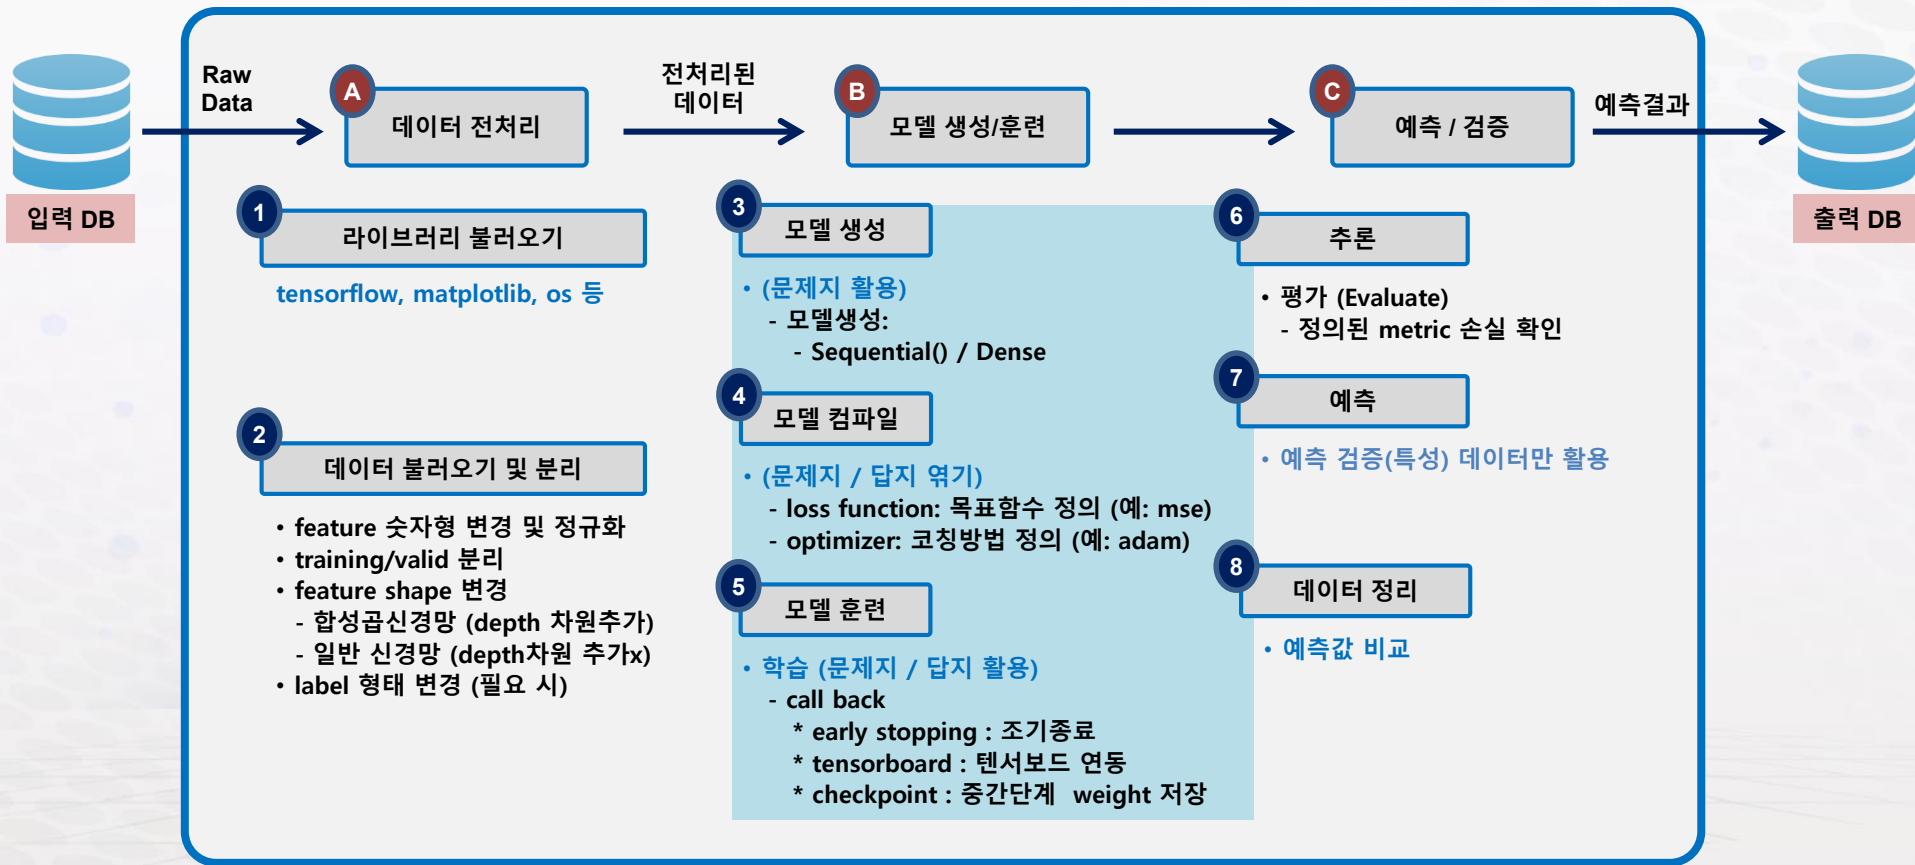 입력 DB
Raw
Data
A
데이터 전처리
전처리된
데이터
B
모델 생성/훈련
C
예측 / 검증
예측결과
출력 DB
1
라이브러리 불러오기
tensorflow, matplotlib, os 등
2
데이터 불러오기 및 분리
• feature 숫자형 변경 및 정규화
• training/valid 분리
• feature shape 변경
- 합성곱신경망 (depth 차원추가)
- 일반 신경망 (depth차원 추가x)
• label 형태 변경 (필요 시)
3
모델 생성
• (문제지 활용)
- 모델생성:
- Sequential() / Dense
4
모델 컴파일
• (문제지 / 답지 엮기)
- loss function: 목표함수 정의 (예: mse)
- optimizer: 코칭방법 정의 (예: adam)
5
모델 훈련
• 학습 (문제지 / 답지 활용)
- call back
* early stopping : 조기종료
* tensorboard : 텐서보드 연동
* checkpoint : 중간단계 weight 저장
6
추론
• 평가 (Evaluate)
- 정의된 metric 손실 확인
7
예측
• 예측 검증(특성) 데이터만 활용
8
데이터 정리
• 예측값 비교